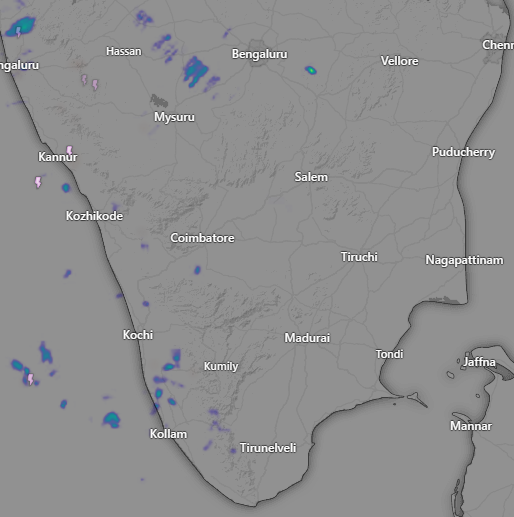 Hassan
Bengaluru
Chenn
ngaluru
Vellore
Mysuru
Kannur
Puducherry
Salem
Kozhikode
Coimbatore
Tiruchi
Nagapattinam
Kochi
Madurai
Tondi
Kumily
Jaffna
Mannar
Kollam
Tirunelveli